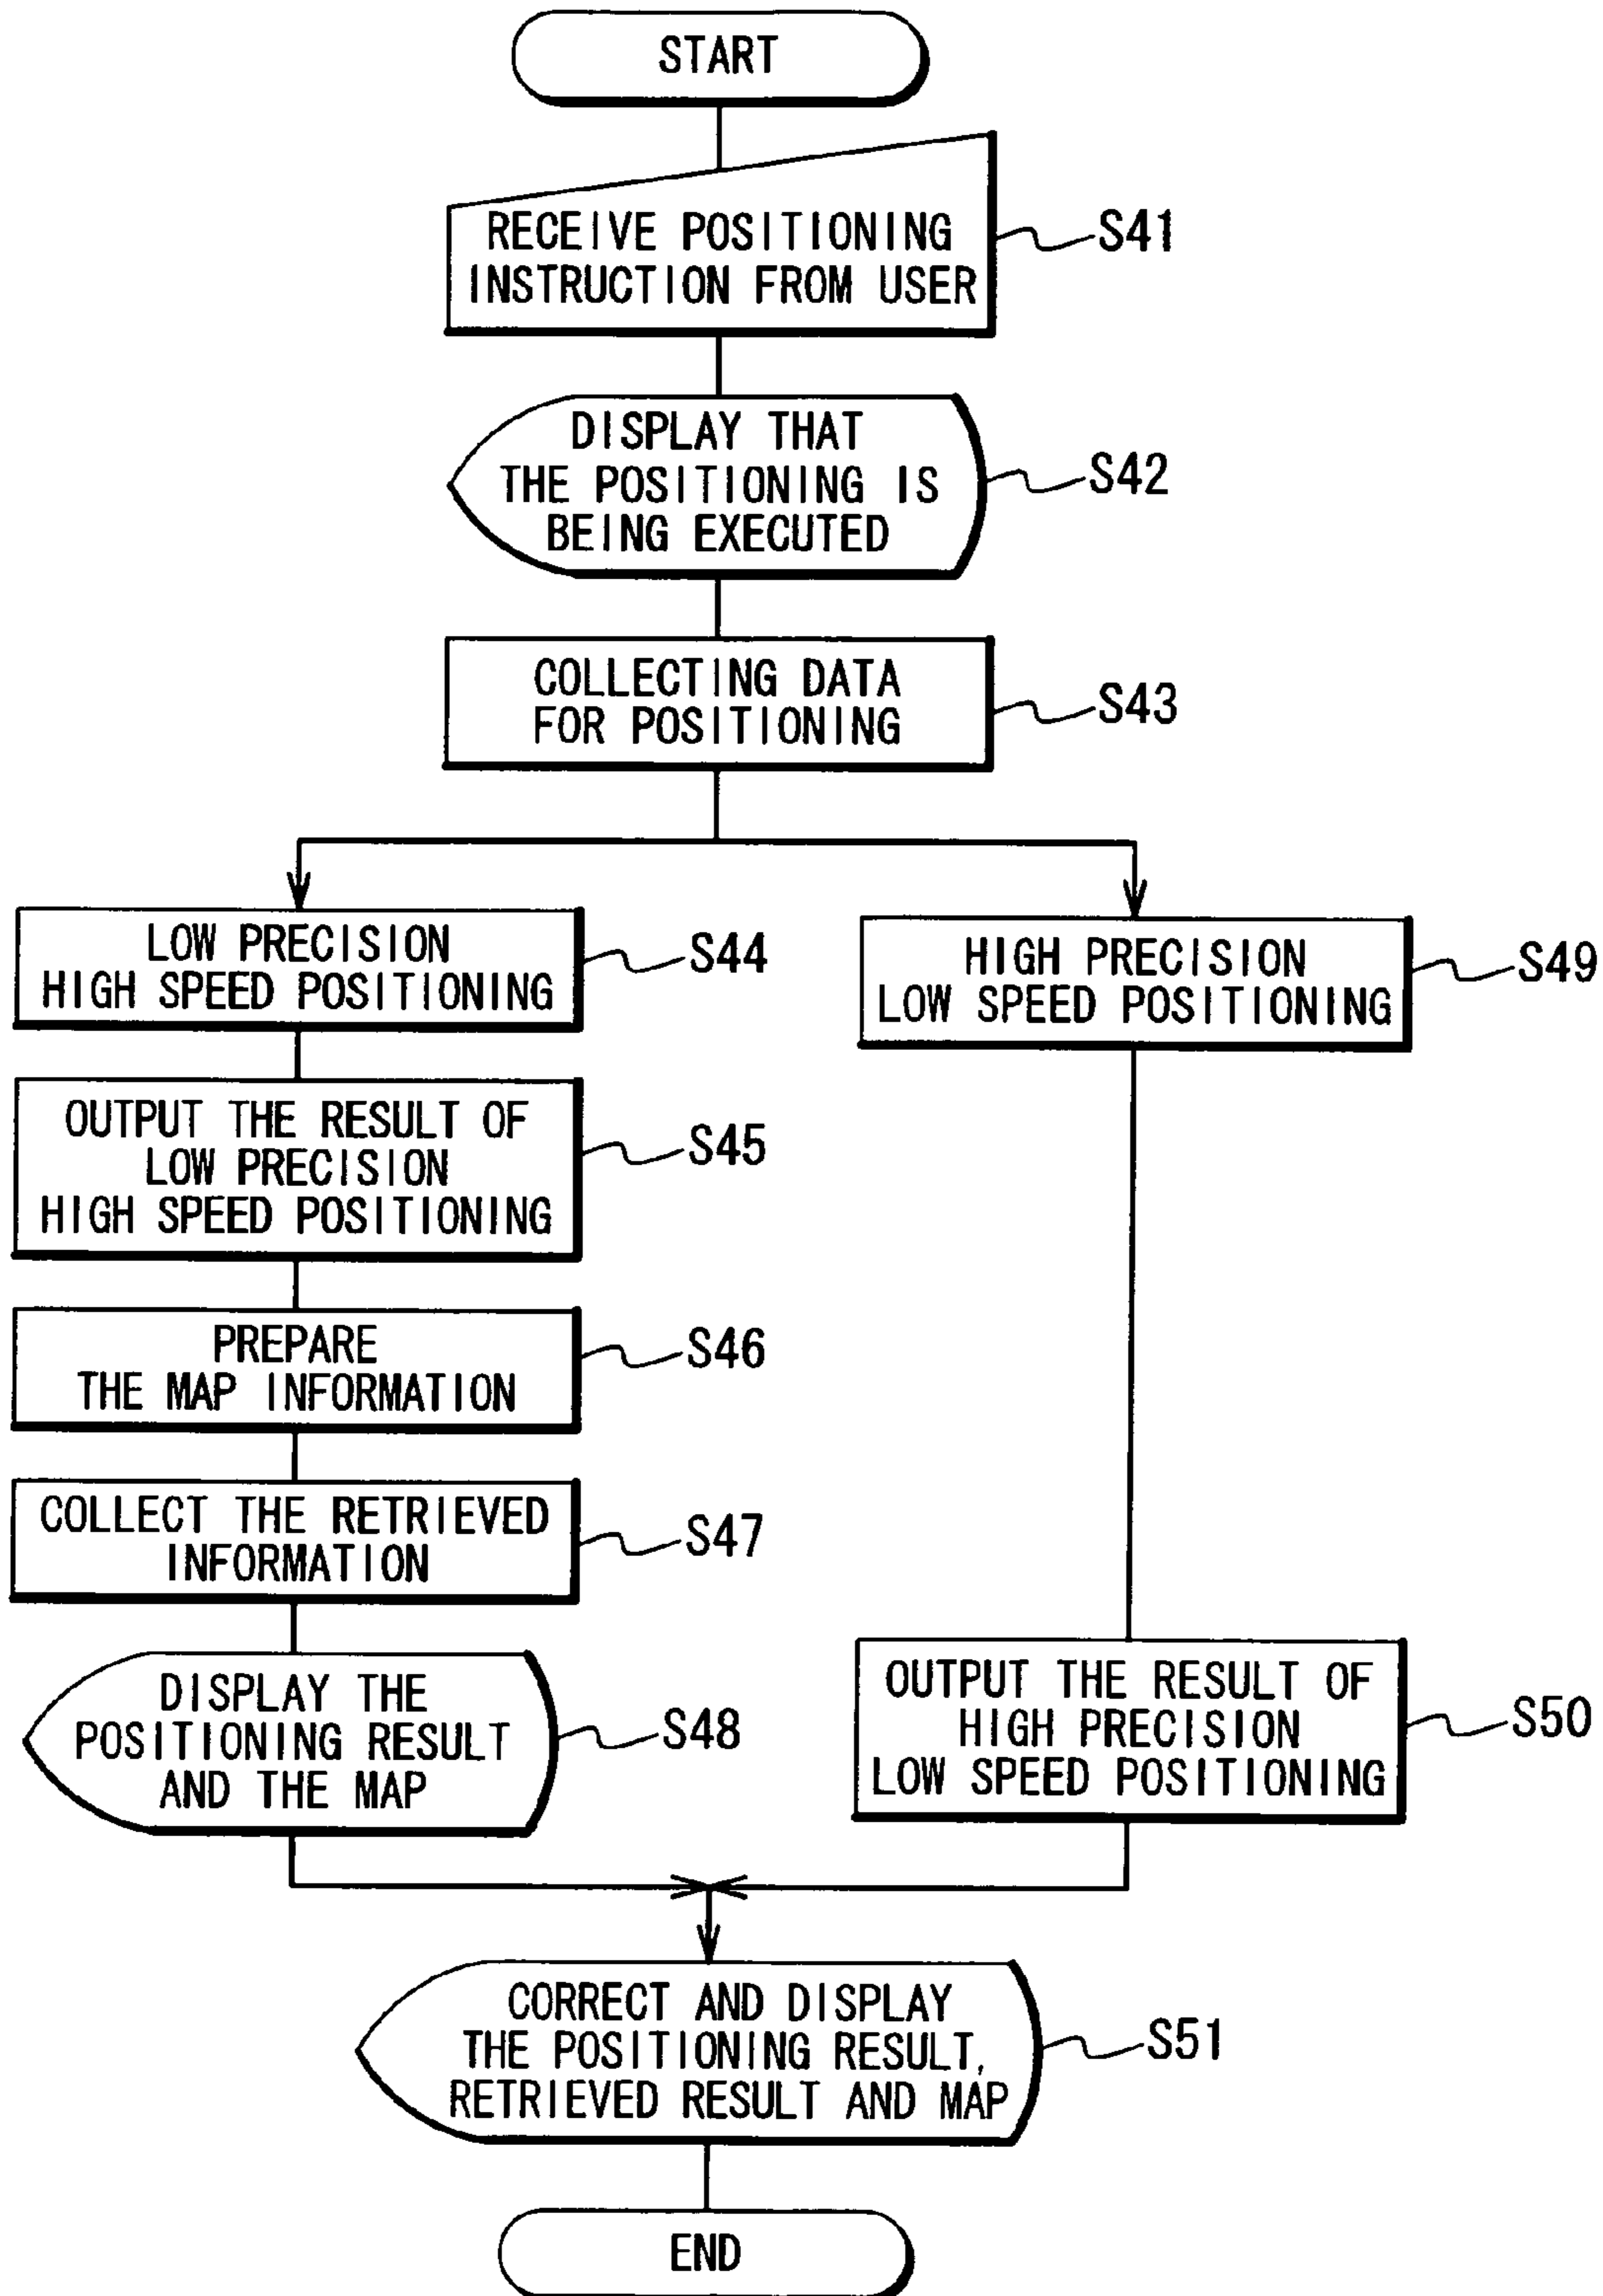 START
RECEIVE POSITIONING
INSTRUCTION FROM USER
S41
DISPLAY THAT
THE POSITIONING IS
BEING EXECUTED
S42
COLLECTING DATA
FOR POSITIONING
S43
LOW PRECISION
HIGH SPEED POSITIONING
S44
OUTPUT THE RESULT OF
LOW PRECISION
HIGH SPEED POSITIONING
S45
PREPARE
THE MAP INFORMATION
S46
COLLECT THE RETRIEVED
INFORMATION
S47
DISPLAY THE
POSITIONING RESULT
AND THE MAP
S48
HIGH PRECISION
LOW SPEED POSITIONING
S49
OUTPUT THE RESULT OF
HIGH PRECISION
LOW SPEED POSITIONING
S50
CORRECT AND DISPLAY
THE POSITIONING RESULT,
RETRIEVED RESULT AND MAP
S51
END